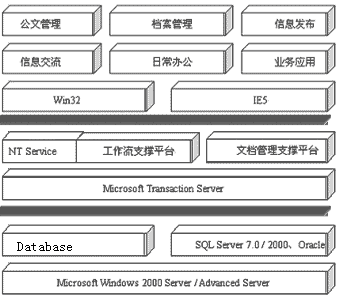 公文管理 档案管理 信息发布
信息交流 日常办公 业务应用
Win32 IE5
NT Service 工作流支撑平台 文档管理支撑平台
Microsoft Transaction Server
Database SQL Server 7.0 / 2000、Oracle
Microsoft Windows 2000 Server / Advanced Server